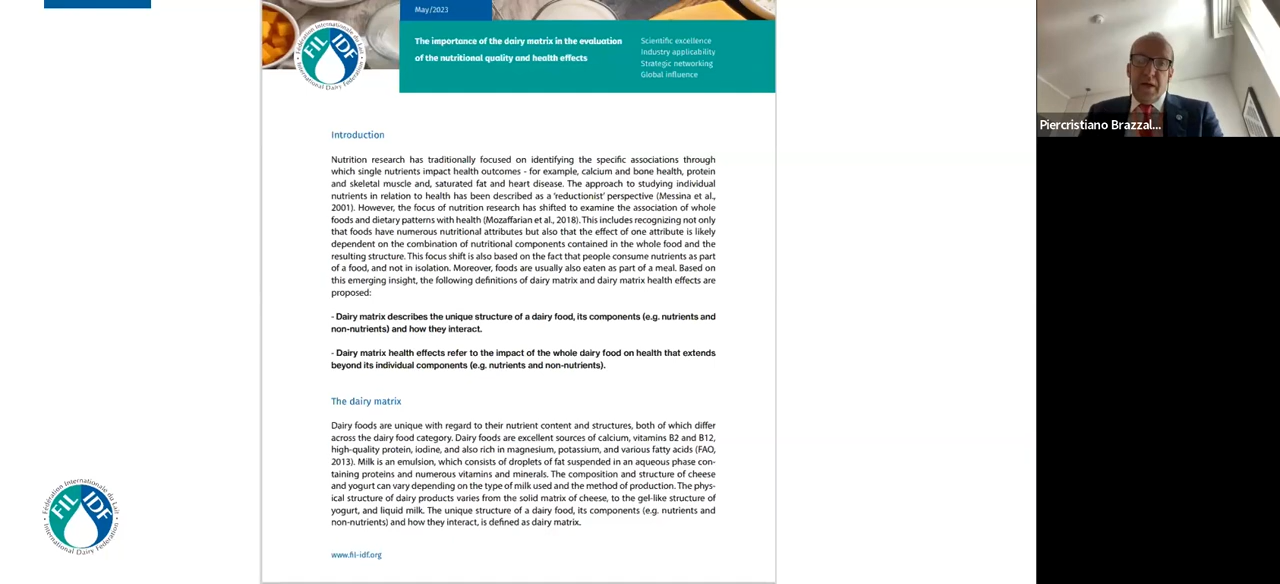 May/2023
The importance of the dairy matrix in the evaluation
of the nutritional quality and health effects
Scientific excellence
Industry applicability
Strategic networking
Global influence
Fédération Internationale du Lait
FIL IDF
International Dairy Federation
Introduction
Nutrition research has traditionally focused on identifying the specific associations through
which single nutrients impact health outcomes - for example, calcium and bone health, protein
and skeletal muscle and, saturated fat and heart disease. The approach to studying individual
nutrients in relation to health has been described as a ‘reductionist’ perspective (Messina et al.,
2001). However, the focus of nutrition research has shifted to examine the association of whole
foods and dietary patterns with health (Mozaffarian et al., 2018). This includes recognizing not only
that foods have numerous nutritional attributes but also that the effect of one attribute is likely
dependent on the combination of nutritional components contained in the whole food and the
resulting structure. This focus shift is also based on the fact that people consume nutrients as part
of a food, and not in isolation. Moreover, foods are usually also eaten as part of a meal. Based on
this emerging insight, the following definitions of dairy matrix and dairy matrix health effects are
proposed:
- Dairy matrix describes the unique structure of a dairy food, its components (e.g. nutrients and
non-nutrients) and how they interact.
- Dairy matrix health effects refer to the impact of the whole dairy food on health that extends
beyond its individual components (e.g. nutrients and non-nutrients).
The dairy matrix
Dairy foods are unique with regard to their nutrient content and structures, both of which differ
across the dairy food category. Dairy foods are excellent sources of calcium, vitamins B2 and B12,
high-quality protein, iodine, and also rich in magnesium, potassium, and various fatty acids (FAO,
2013). Milk is an emulsion, which consists of droplets of fat suspended in an aqueous phase con-
taining proteins and numerous vitamins and minerals. The composition and structure of cheese
and yogurt can vary depending on the type of milk used and the method of production. The phys-
ical structure of dairy products varies from the solid matrix of cheese, to the gel-like structure of
yogurt, and liquid milk. The unique structure of a dairy food, its components (e.g. nutrients and
non-nutrients) and how they interact, is defined as dairy matrix.
www.fil-idf.org
Fédération Internationale du Lait
FIL IDF
International Dairy Federation
Piercristiano Brazzal...